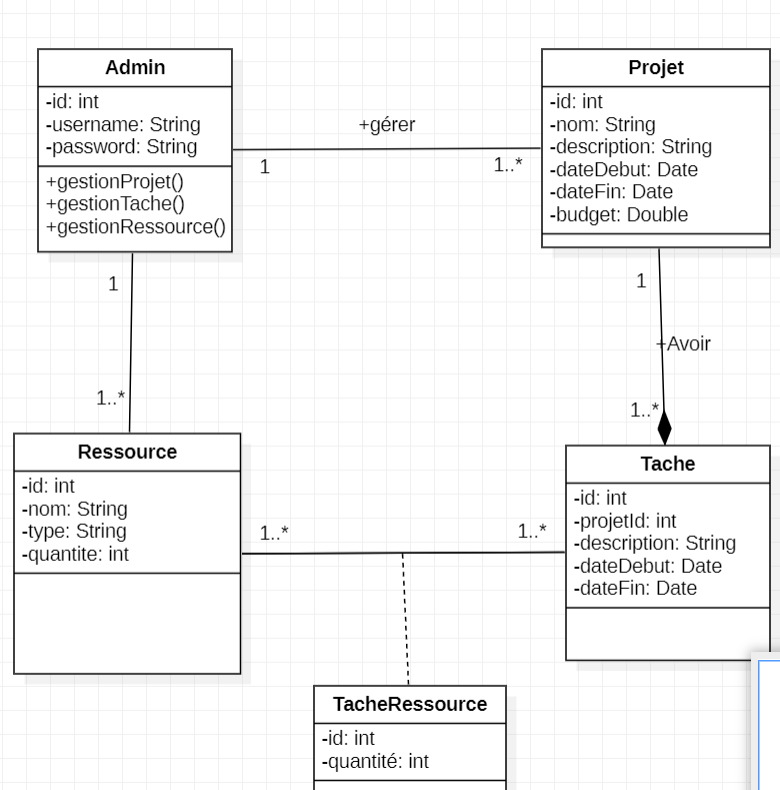 Admin
-id: int
-username: String
-password: String
+gestionProjet()
+gestionTache()
+gestionRessource()
+gérer
1
1..*
Projet
-id: int
-nom: String
-description: String
-dateDebut: Date
-dateFin: Date
-budget: Double
1
1..*
1
+Avoir
1..*
Ressource
-id: int
-nom: String
-type: String
-quantite: int
1..*
1..*
Tache
-id: int
-projetId: int
-description: String
-dateDebut: Date
-dateFin: Date
TacheRessource
-id: int
-quantité: int